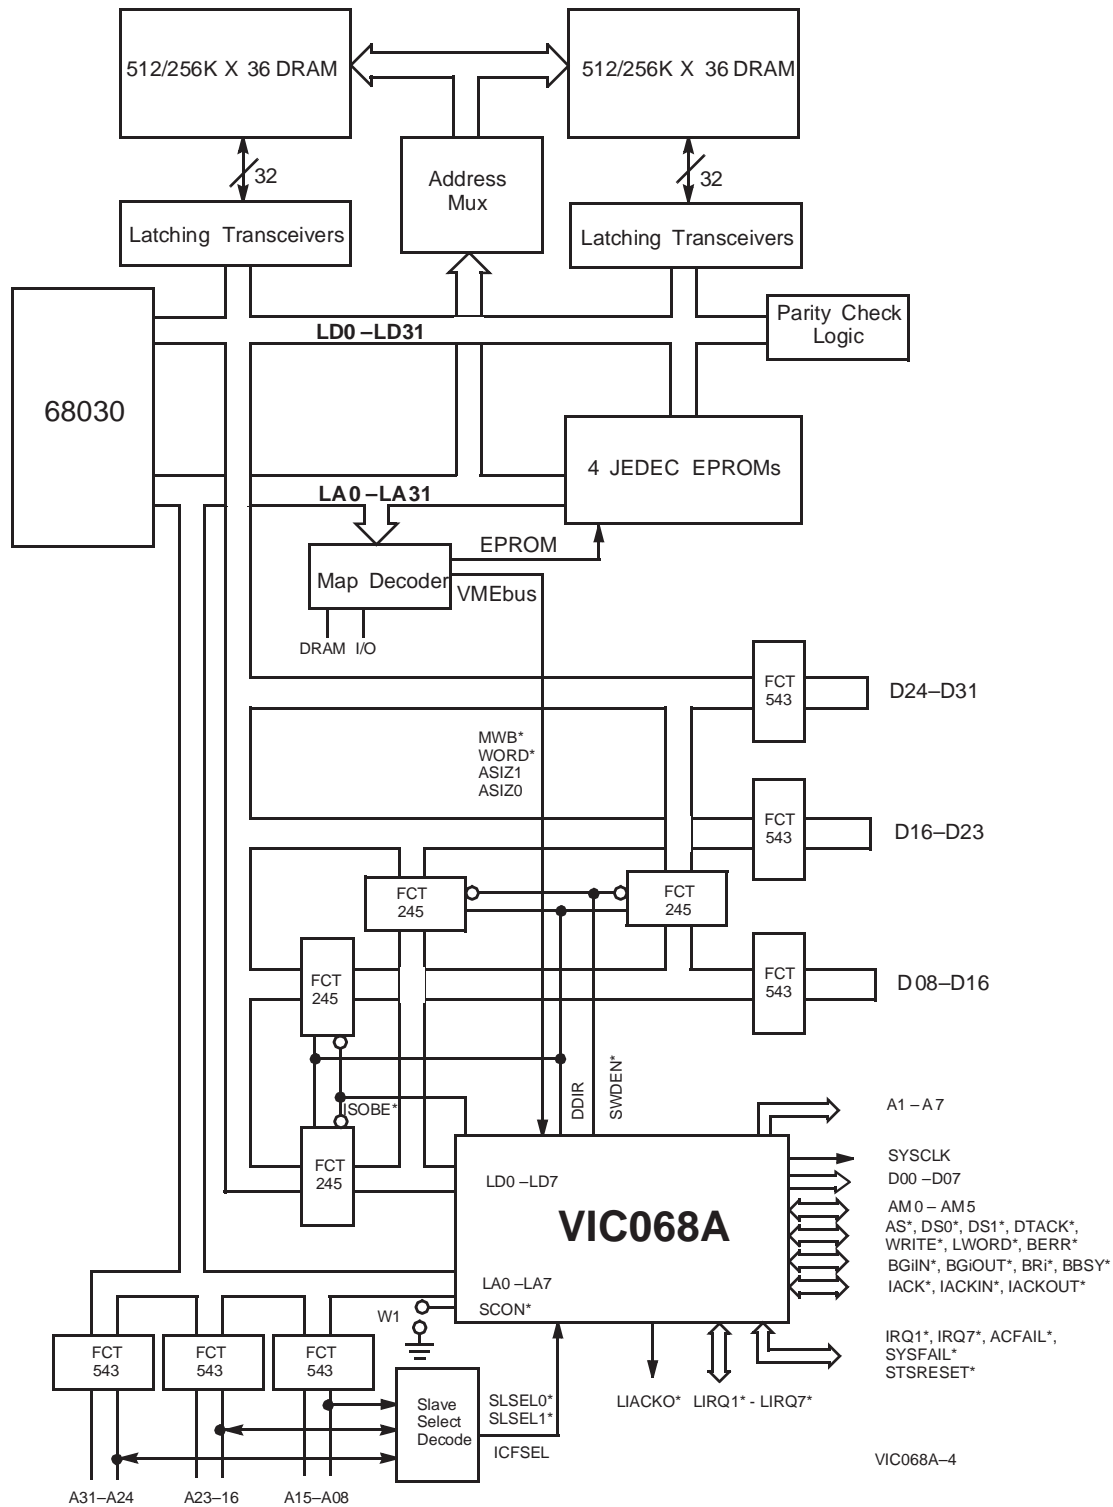 512/256K X 36 DRAM
512/256K X 36 DRAM
32
32
Address
Mux
Latching Transceivers
Latching Transceivers
Parity Check
Logic
LD0–LD31
68030
4 JEDEC EPROMs
LA0–LA31
EPROM
Map Decoder
VMEbus
DRAM I/O
FCT
543
D24–D31
MWB*
WORD*
ASIZ1
ASIZ0
FCT
543
D16–D23
FCT
245
FCT
245
FCT
245
FCT
543
D08–D16
DDIR
SWDEN*
ISOBE*
A1–A7
FCT
245
LD0–LD7
SYSCLK
D00–D07
VIC068A
AM0–AM5
AS*, DS0*, DS1*, DTACK*,
WRITE*, LWORD*, BERR*
BGiIN*, BGiOUT*, BRi*, BBSY*
IACK*, IACKIN*, IACKOUT*
LA0–LA7
SCON*
W1
FCT
543
FCT
543
FCT
543
IRQ1*, IRQ7*, ACFAIL*,
SYSFAIL*
STSRESET*
Slave
Select
Decode
SLSEL0*
SLSEL1*
ICFSEL
LIACKO*
LIRQ1* - LIRQ7*
VIC068A–4
A31–A24
A23–16
A15–A08